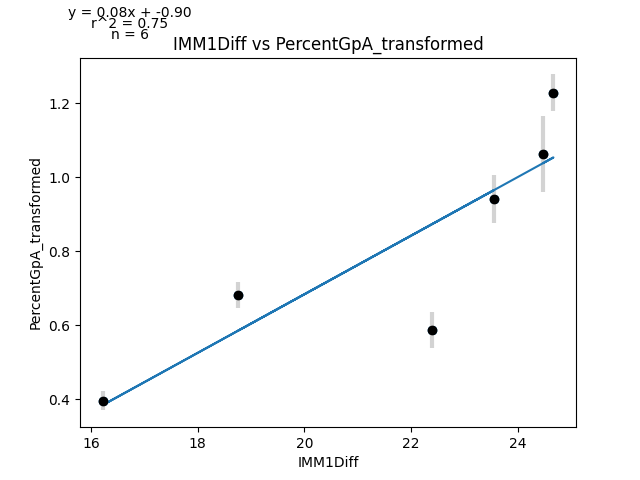 y = 0.08x + -0.90
r^2 = 0.75
n = 6
IMM1Diff vs PercentGpA_transformed
PercentGpA_transformed
1.2
1.0
0.8
0.6
0.4
16 18 20 22 24
IMM1Diff